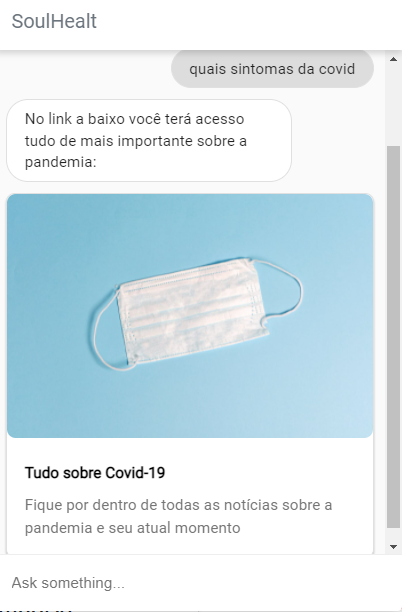 SoulHealt
quais sintomas da covid
No link a baixo você terá acesso
tudo de mais importante sobre a
pandemia:
Tudo sobre Covid-19
Fique por dentro de todas as notícias sobre a
pandemia e seu atual momento
Ask something...